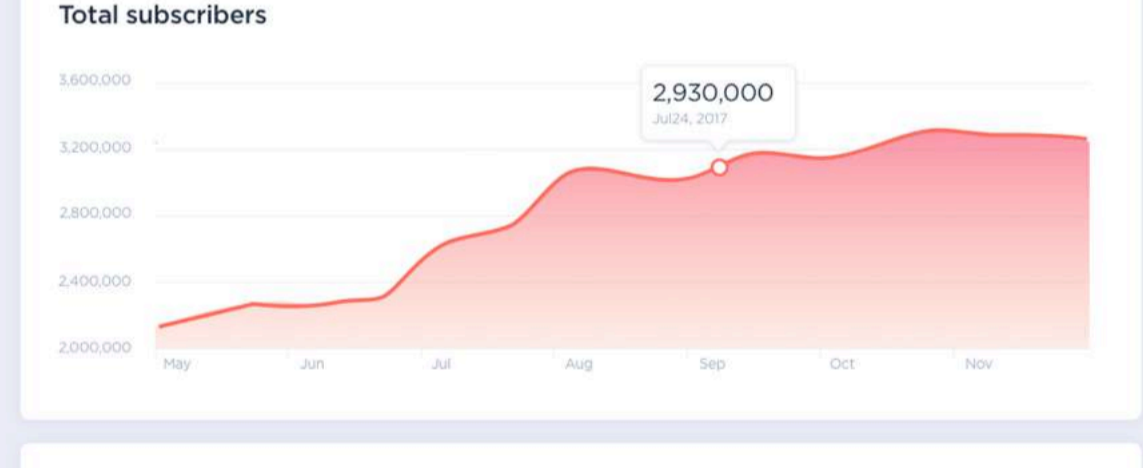 Total subscribers
3,600,000
2,930,000
Jul24, 2017
3,200,000
2,800,000
2,400,000
2,000,000
May Jun Jul Aug Sep Oct Nov